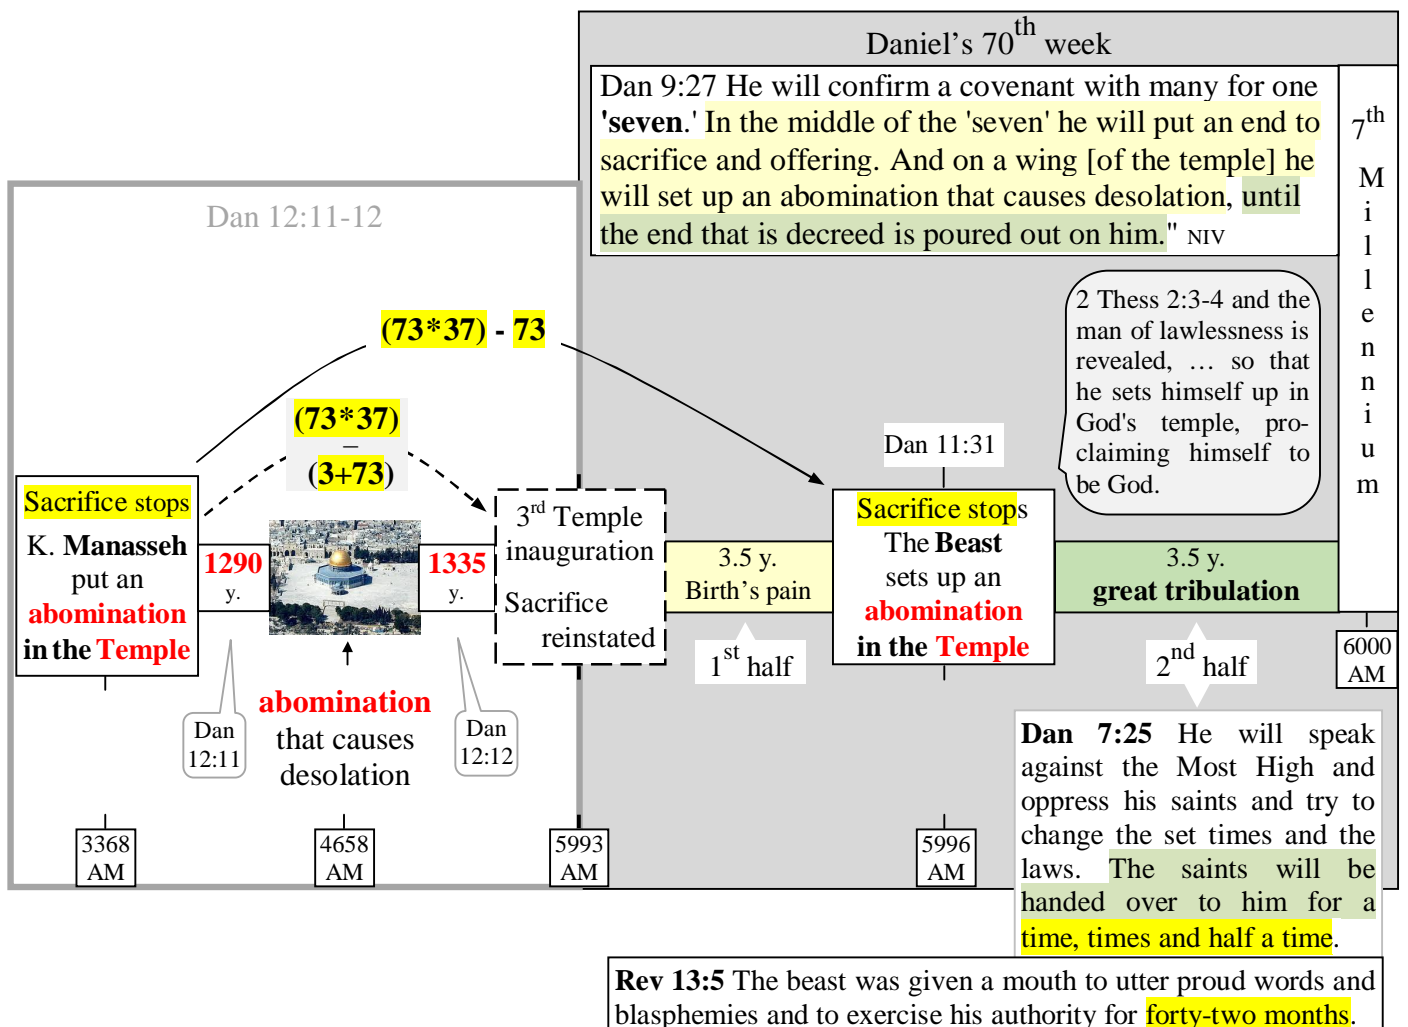 Daniel's 70th week
Dan 9:27 He will confirm a covenant with many for one
'seven.' In the middle of the 'seven' he will put an end to
sacrifice and offering. And on a wing [of the temple] he
will set up an abomination that causes desolation, until
the end that is decreed is poured out on him." NIV
7th
M
i
l
l
e
n
n
i
u
m
Dan 12:11-12
2 Thess 2:3-4 and the
man of lawlessness is
revealed, … so that
he sets himself up in
God's temple, pro-
claiming himself to
be God.
(73*37) - 73
(73*37)
–
(3+73)
Dan 11:31
Sacrifice stops
K. Manasseh
put an
abomination
in the Temple
1290
y.
1335
y.
3rd Temple
inauguration
Sacrifice
reinstated
3.5 y.
Birth's pain
Sacrifice stops
The Beast
sets up an
abomination
in the Temple
3.5 y.
great tribulation
1st half
2nd half
6000
AM
Dan
12:11
abomination
that causes
desolation
Dan
12:12
3368
AM
4658
AM
5993
AM
5996
AM
Dan 7:25 He will speak
against the Most High and
oppress his saints and try to
change the set times and the
laws. The saints will be
handed over to him for a
time, times and half a time.
Rev 13:5 The beast was given a mouth to utter proud words and
blasphemies and to exercise his authority for forty-two months.